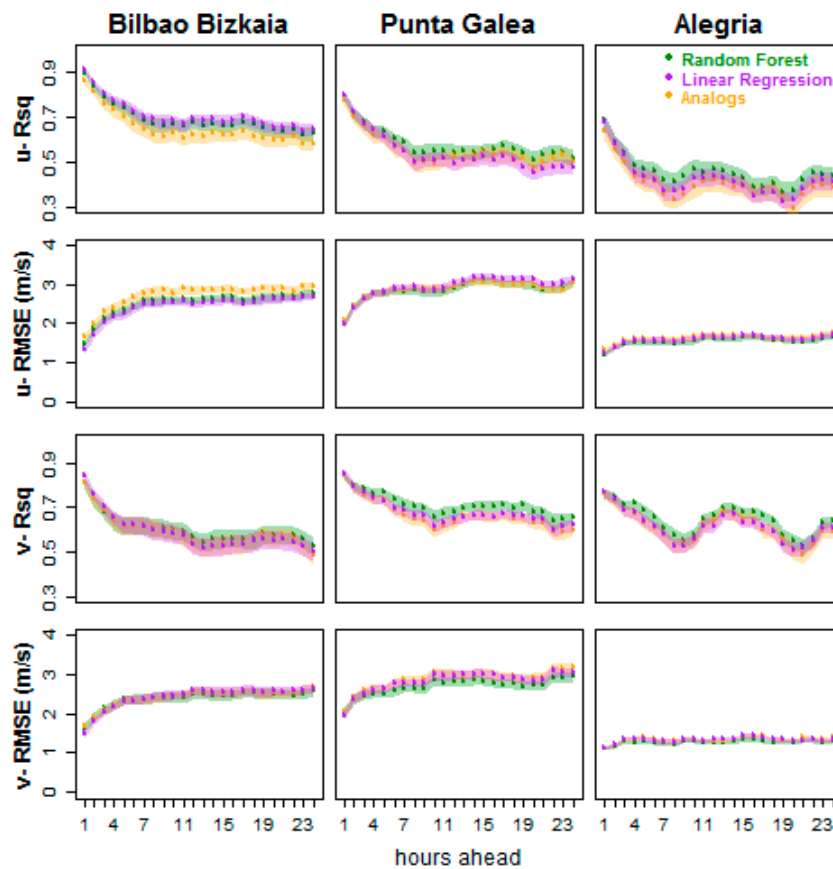 Bilbao Bizkaia Punta Galea Alegria
Random Forest
Linear Regression
Analogs
u- Rsq
0.9
0.7
0.5
0.3
u- RMSE (m/s)
4
3
2
1
0
v- Rsq
0.9
0.7
0.5
0.3
v- RMSE (m/s)
4
3
2
1
0
1 4 7 11 15 19 23 1 4 7 11 15 19 23 1 4 7 11 15 19 23
hours ahead